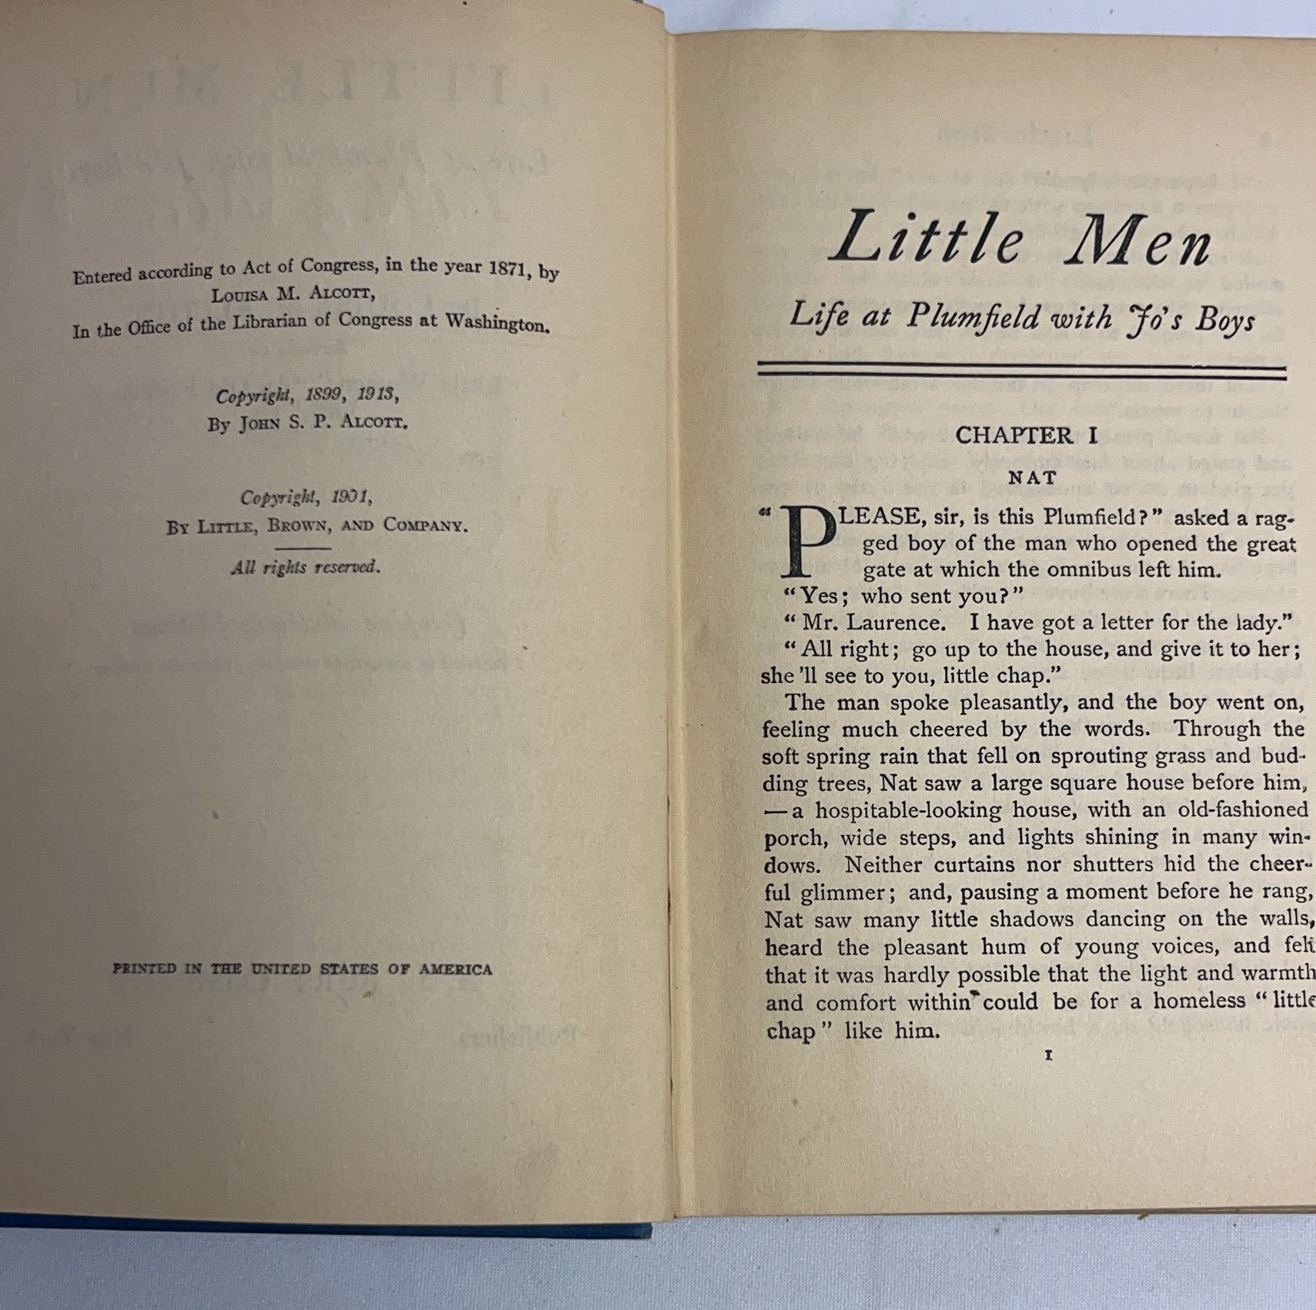 Entered according to Act of Congress, in the year 1871, by
LOUISA M. ALCOTT,
In the Office of the Librarian of Congress at Washington.
Copyright, 1899, 1913,
By JOHN S. P. ALCOTT.
Copyright, 1901,
BY LITTLE, BROWN, AND COMPANY.
All rights reserved.
PRINTED IN THE UNITED STATES OF AMERICA
Little Men
Life at Plumfield with Jo's Boys
CHAPTER I
NAT
“PLEASE, sir, is this Plumfield?” asked a rag-
ged boy of the man who opened the great
gate at which the omnibus left him.
“Yes; who sent you?”
“Mr. Laurence. I have got a letter for the lady.”
“All right; go up to the house, and give it to her;
she 'll see to you, little chap.”
The man spoke pleasantly, and the boy went on,
feeling much cheered by the words. Through the
soft spring rain that fell on sprouting grass and bud-
ding trees, Nat saw a large square house before him,
—a hospitable-looking house, with an old-fashioned
porch, wide steps, and lights shining in many win-
dows. Neither curtains nor shutters hid the cheer-
ful glimmer; and, pausing a moment before he rang,
Nat saw many little shadows dancing on the walls,
heard the pleasant hum of young voices, and felt
that it was hardly possible that the light and warmth
and comfort within could be for a homeless “little
chap” like him.
1